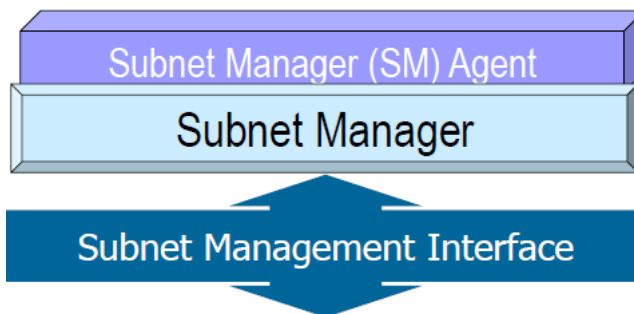 Subnet Manager (SM) Agent
Subnet Manager
Subnet Management Interface